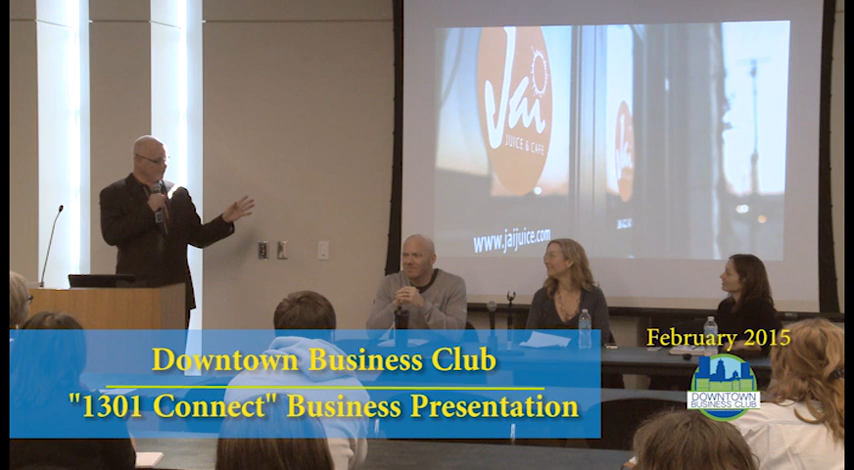 Jai
JUICE & CAFE
www.jaijuice.com
Downtown Business Club
"1301 Connect" Business Presentation
February 2015
DOWNTOWN
BUSINESS CLUB